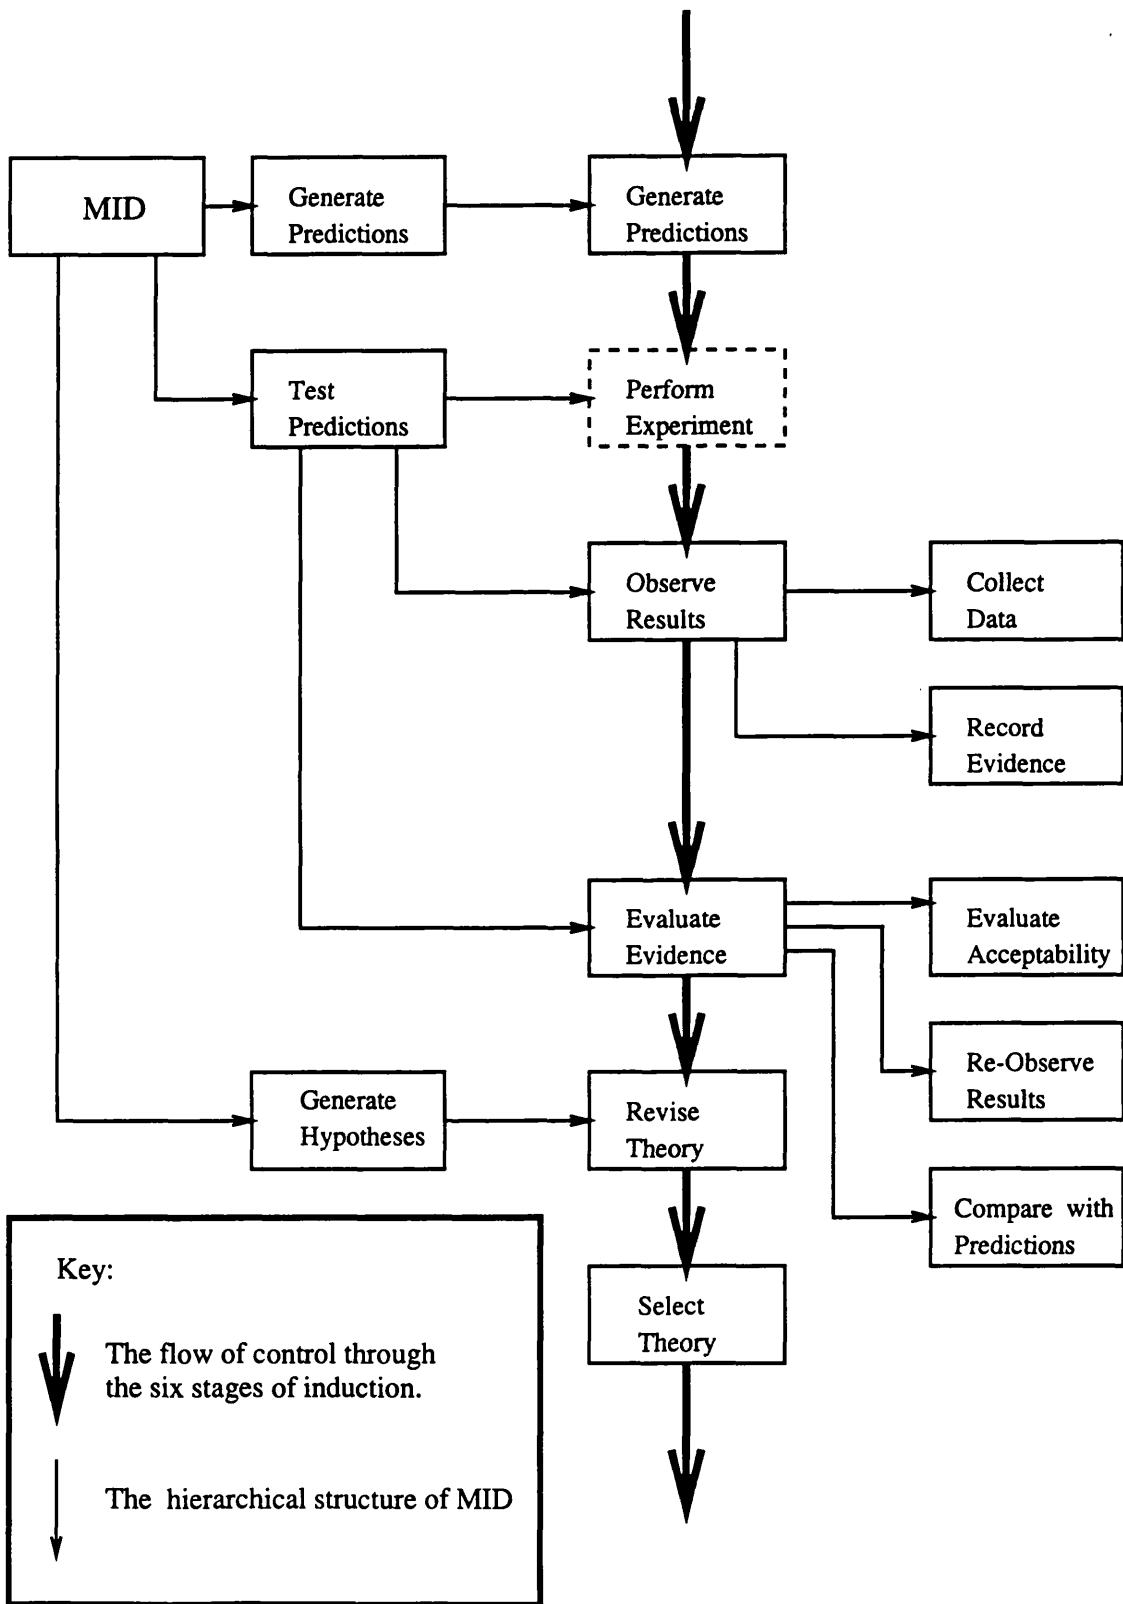 MID
Generate
Predictions
Generate
Predictions
Test
Predictions
Perform
Experiment
Observe
Results
Collect
Data
Record
Evidence
Evaluate
Evidence
Evaluate
Acceptability
Re-Observe
Results
Generate
Hypotheses
Revise
Theory
Compare with
Predictions
Select
Theory
Key:
The flow of control through
the six stages of induction.
The hierarchical structure of MID